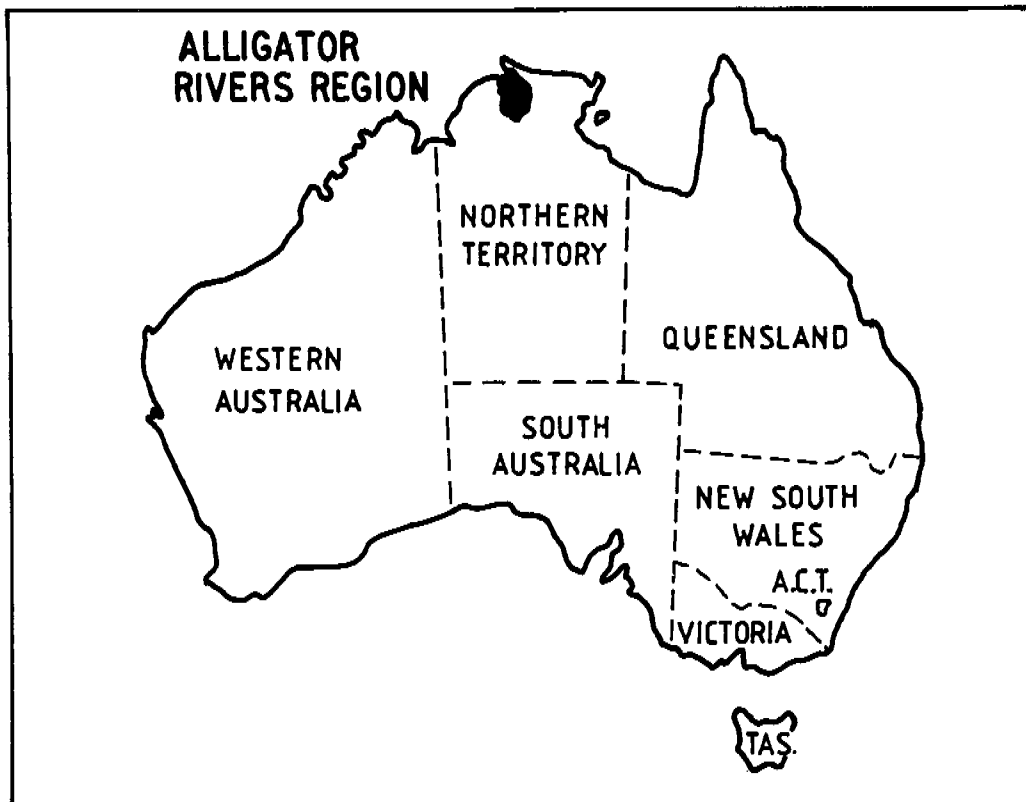 ALLIGATOR
RIVERS REGION
NORTHERN
TERRITORY
QUEENSLAND
WESTERN
AUSTRALIA
SOUTH
AUSTRALIA
NEW SOUTH
WALES
A.C.T.
VICTORIA
TAS.